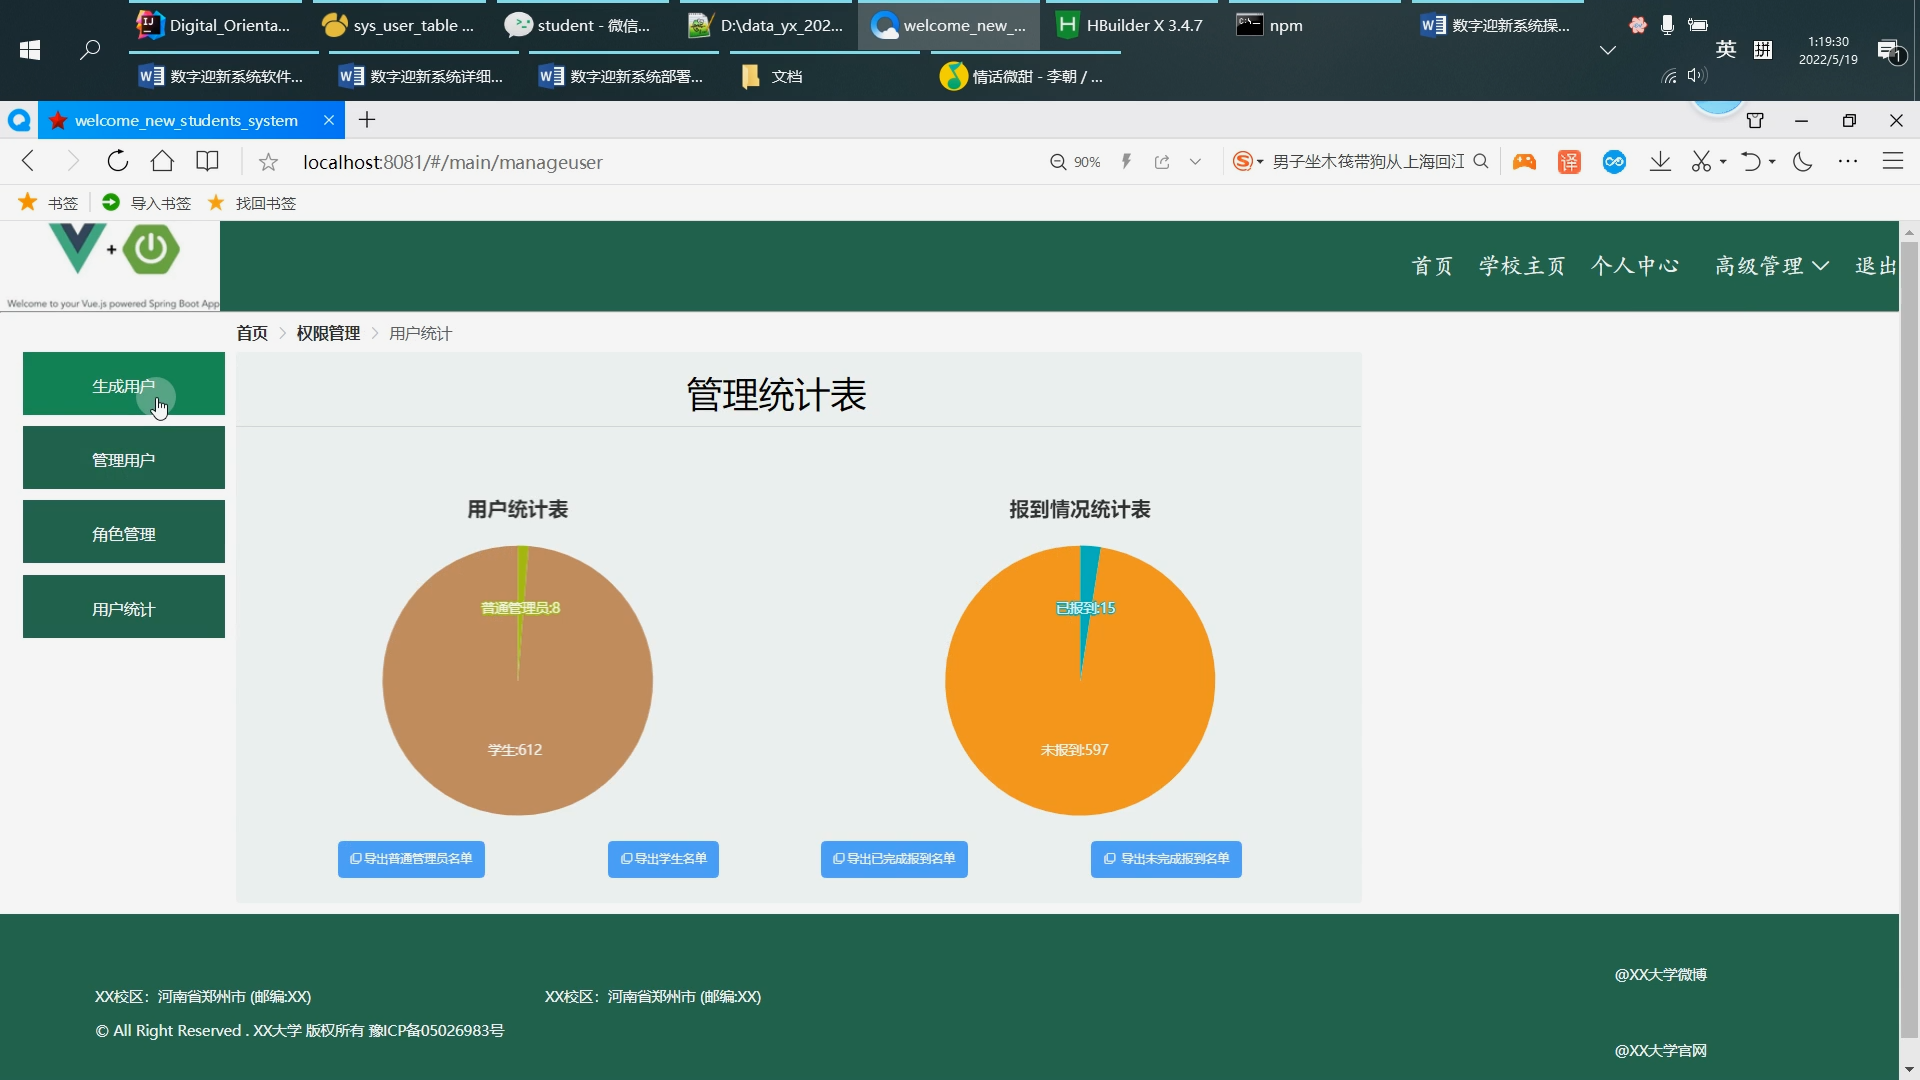 Digital_Orienta...
sys_user_table ...
student - 微信...
D:\data_yx_202...
welcome_new_...
HBuilder X 3.4.7
npm
数字迎新系统操...
数字迎新系统软件...
数字迎新系统详细...
数字迎新系统部署...
文档
情话微甜 - 李朝 / ...
英
拼
1:19:30
2022/5/19
1
welcome_new_students_system
localhost:8081/#/main/manageuser
90%
男子坐木筏带狗从上海回江
译
书签
导入书签
找回书签
Welcome to your Vue.js powered Spring Boot App
首页
学校主页
个人中心
高级管理
退出
首页
权限管理
用户统计
生成用户
管理用户
角色管理
用户统计
管理统计表
用户统计表
报到情况统计表
普通管理员:8
已报到:15
学生:612
未报到:597
导出普通管理员名单
导出学生名单
导出已完成报到名单
导出未完成报到名单
@XX大学微博
XX校区：河南省郑州市 (邮编:XX)
XX校区：河南省郑州市 (邮编:XX)
© All Right Reserved . XX大学 版权所有 豫ICP备05026983号
@XX大学官网